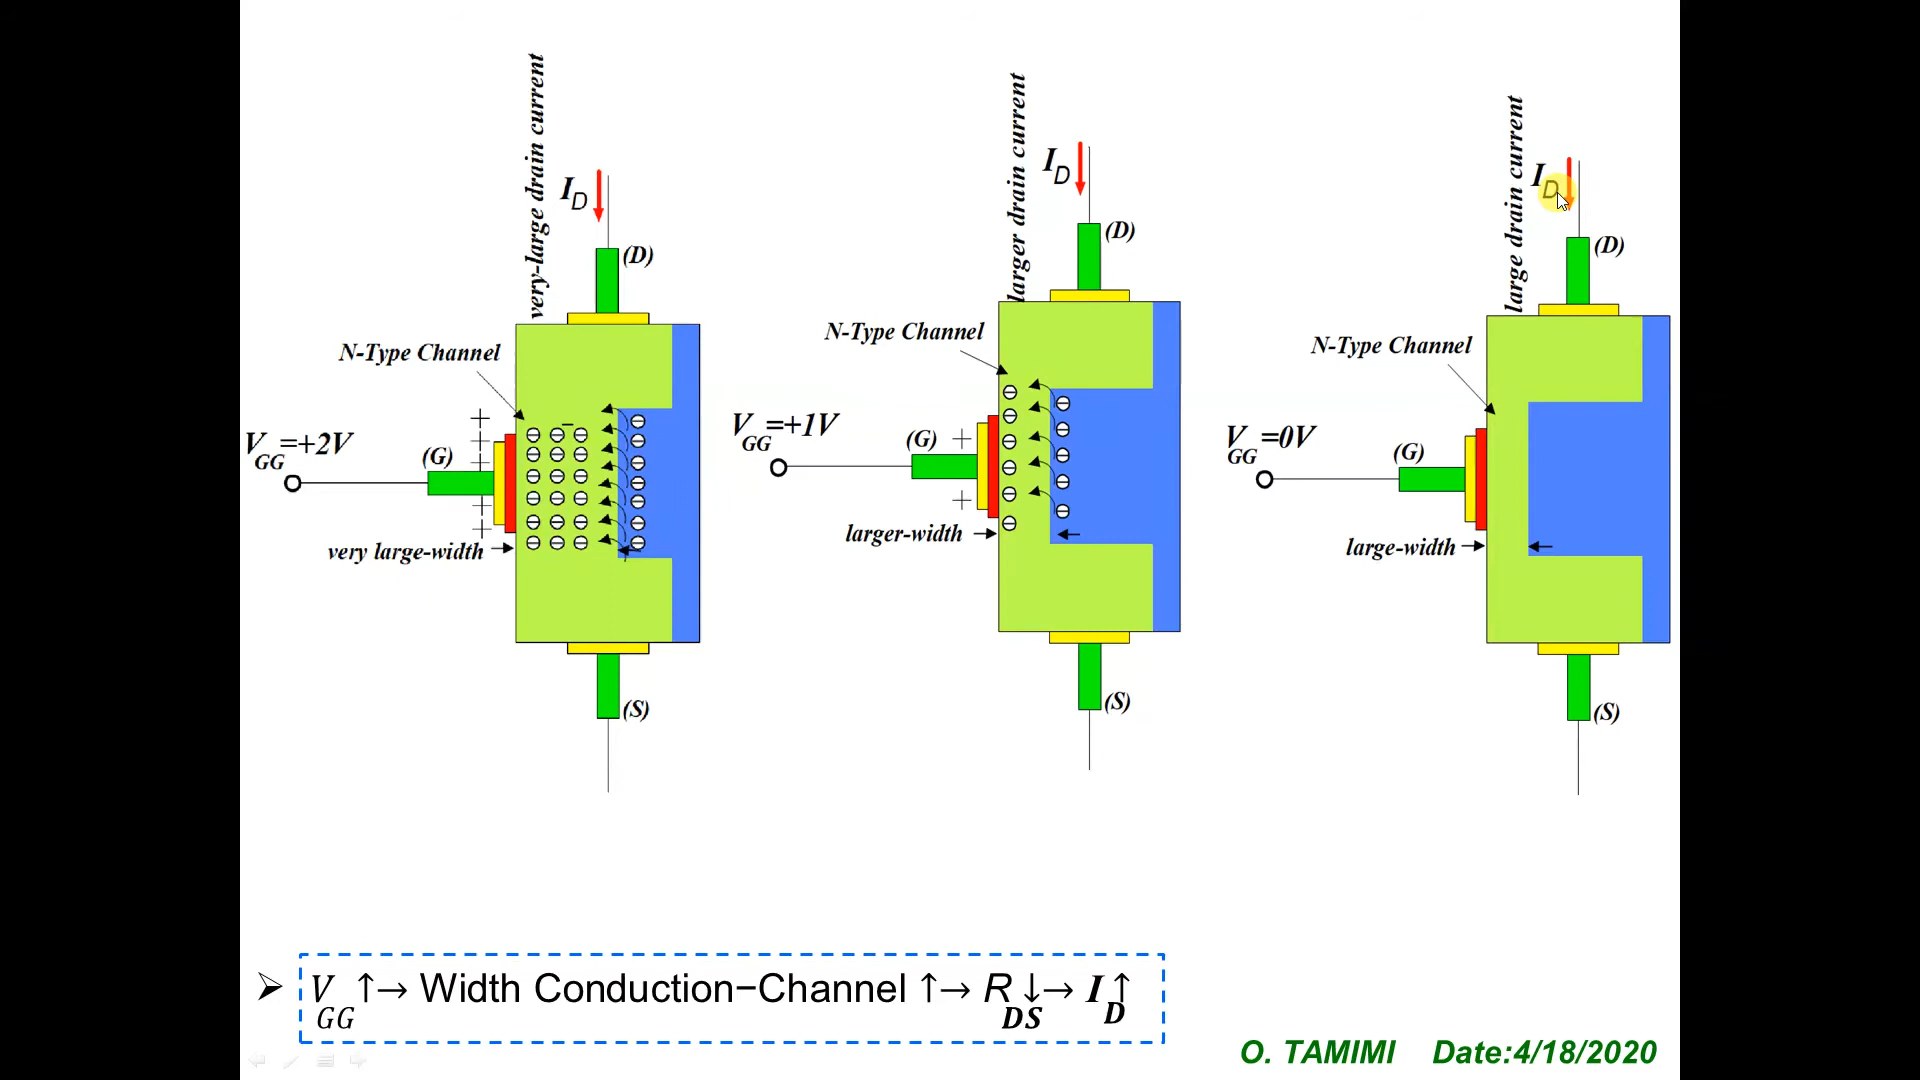 very-large drain current
I_D
(D)
N-Type Channel
V_GG=+2V
(G)
very large-width
(S)
larger drain current
I_D
(D)
N-Type Channel
V_GG=+1V
(G)
larger-width
(S)
large drain current
I_D
(D)
N-Type Channel
V_GG=0V
(G)
large-width
(S)
➢ V_GG ↑→ Width Conduction−Channel ↑→ R_DS ↓→ I_D ↑
O. TAMIMI Date:4/18/2020